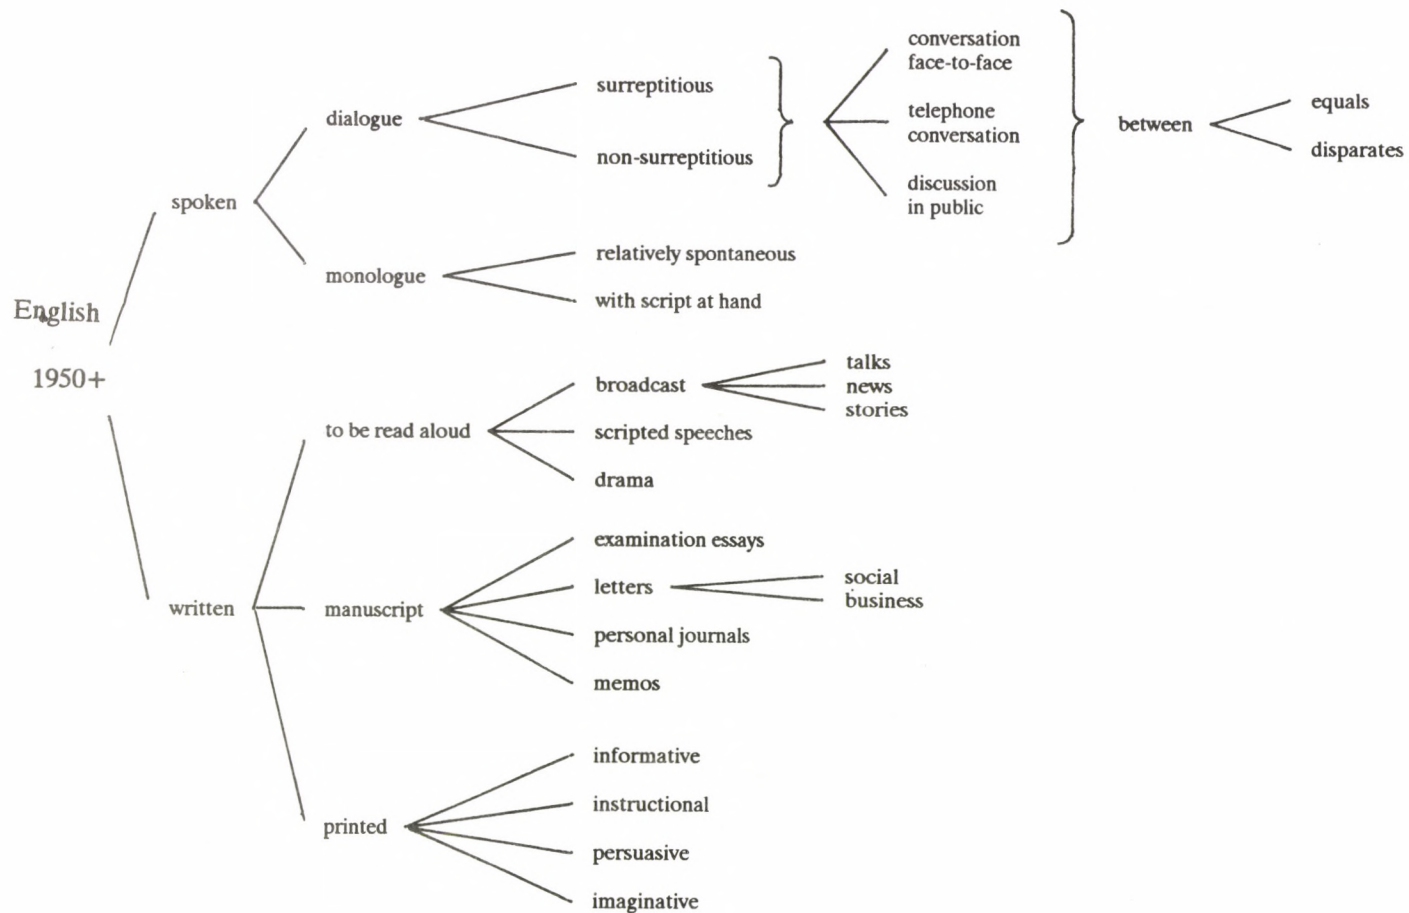 English
1950+
spoken
dialogue
surreptitious
non-surreptitious
conversation
face-to-face
telephone
conversation
discussion
in public
between
equals
disparates
monologue
relatively spontaneous
with script at hand
written
to be read aloud
broadcast
talks
news
stories
scripted speeches
drama
manuscript
examination essays
letters
social
business
personal journals
memos
printed
informative
instructional
persuasive
imaginative